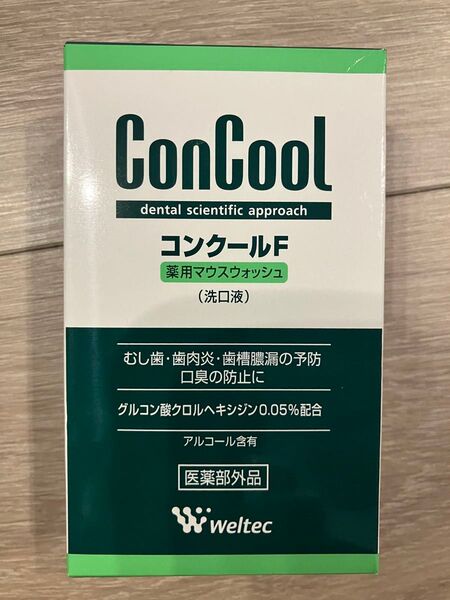 ConCool
dental scientific approach
コンクールF
薬用マウスウォッシュ
（洗口液）
むし歯・歯肉炎・歯槽膿漏の予防
口臭の防止に
グルコン酸クロルヘキシジン0.05%配合
アルコール含有
医薬部外品
weltec